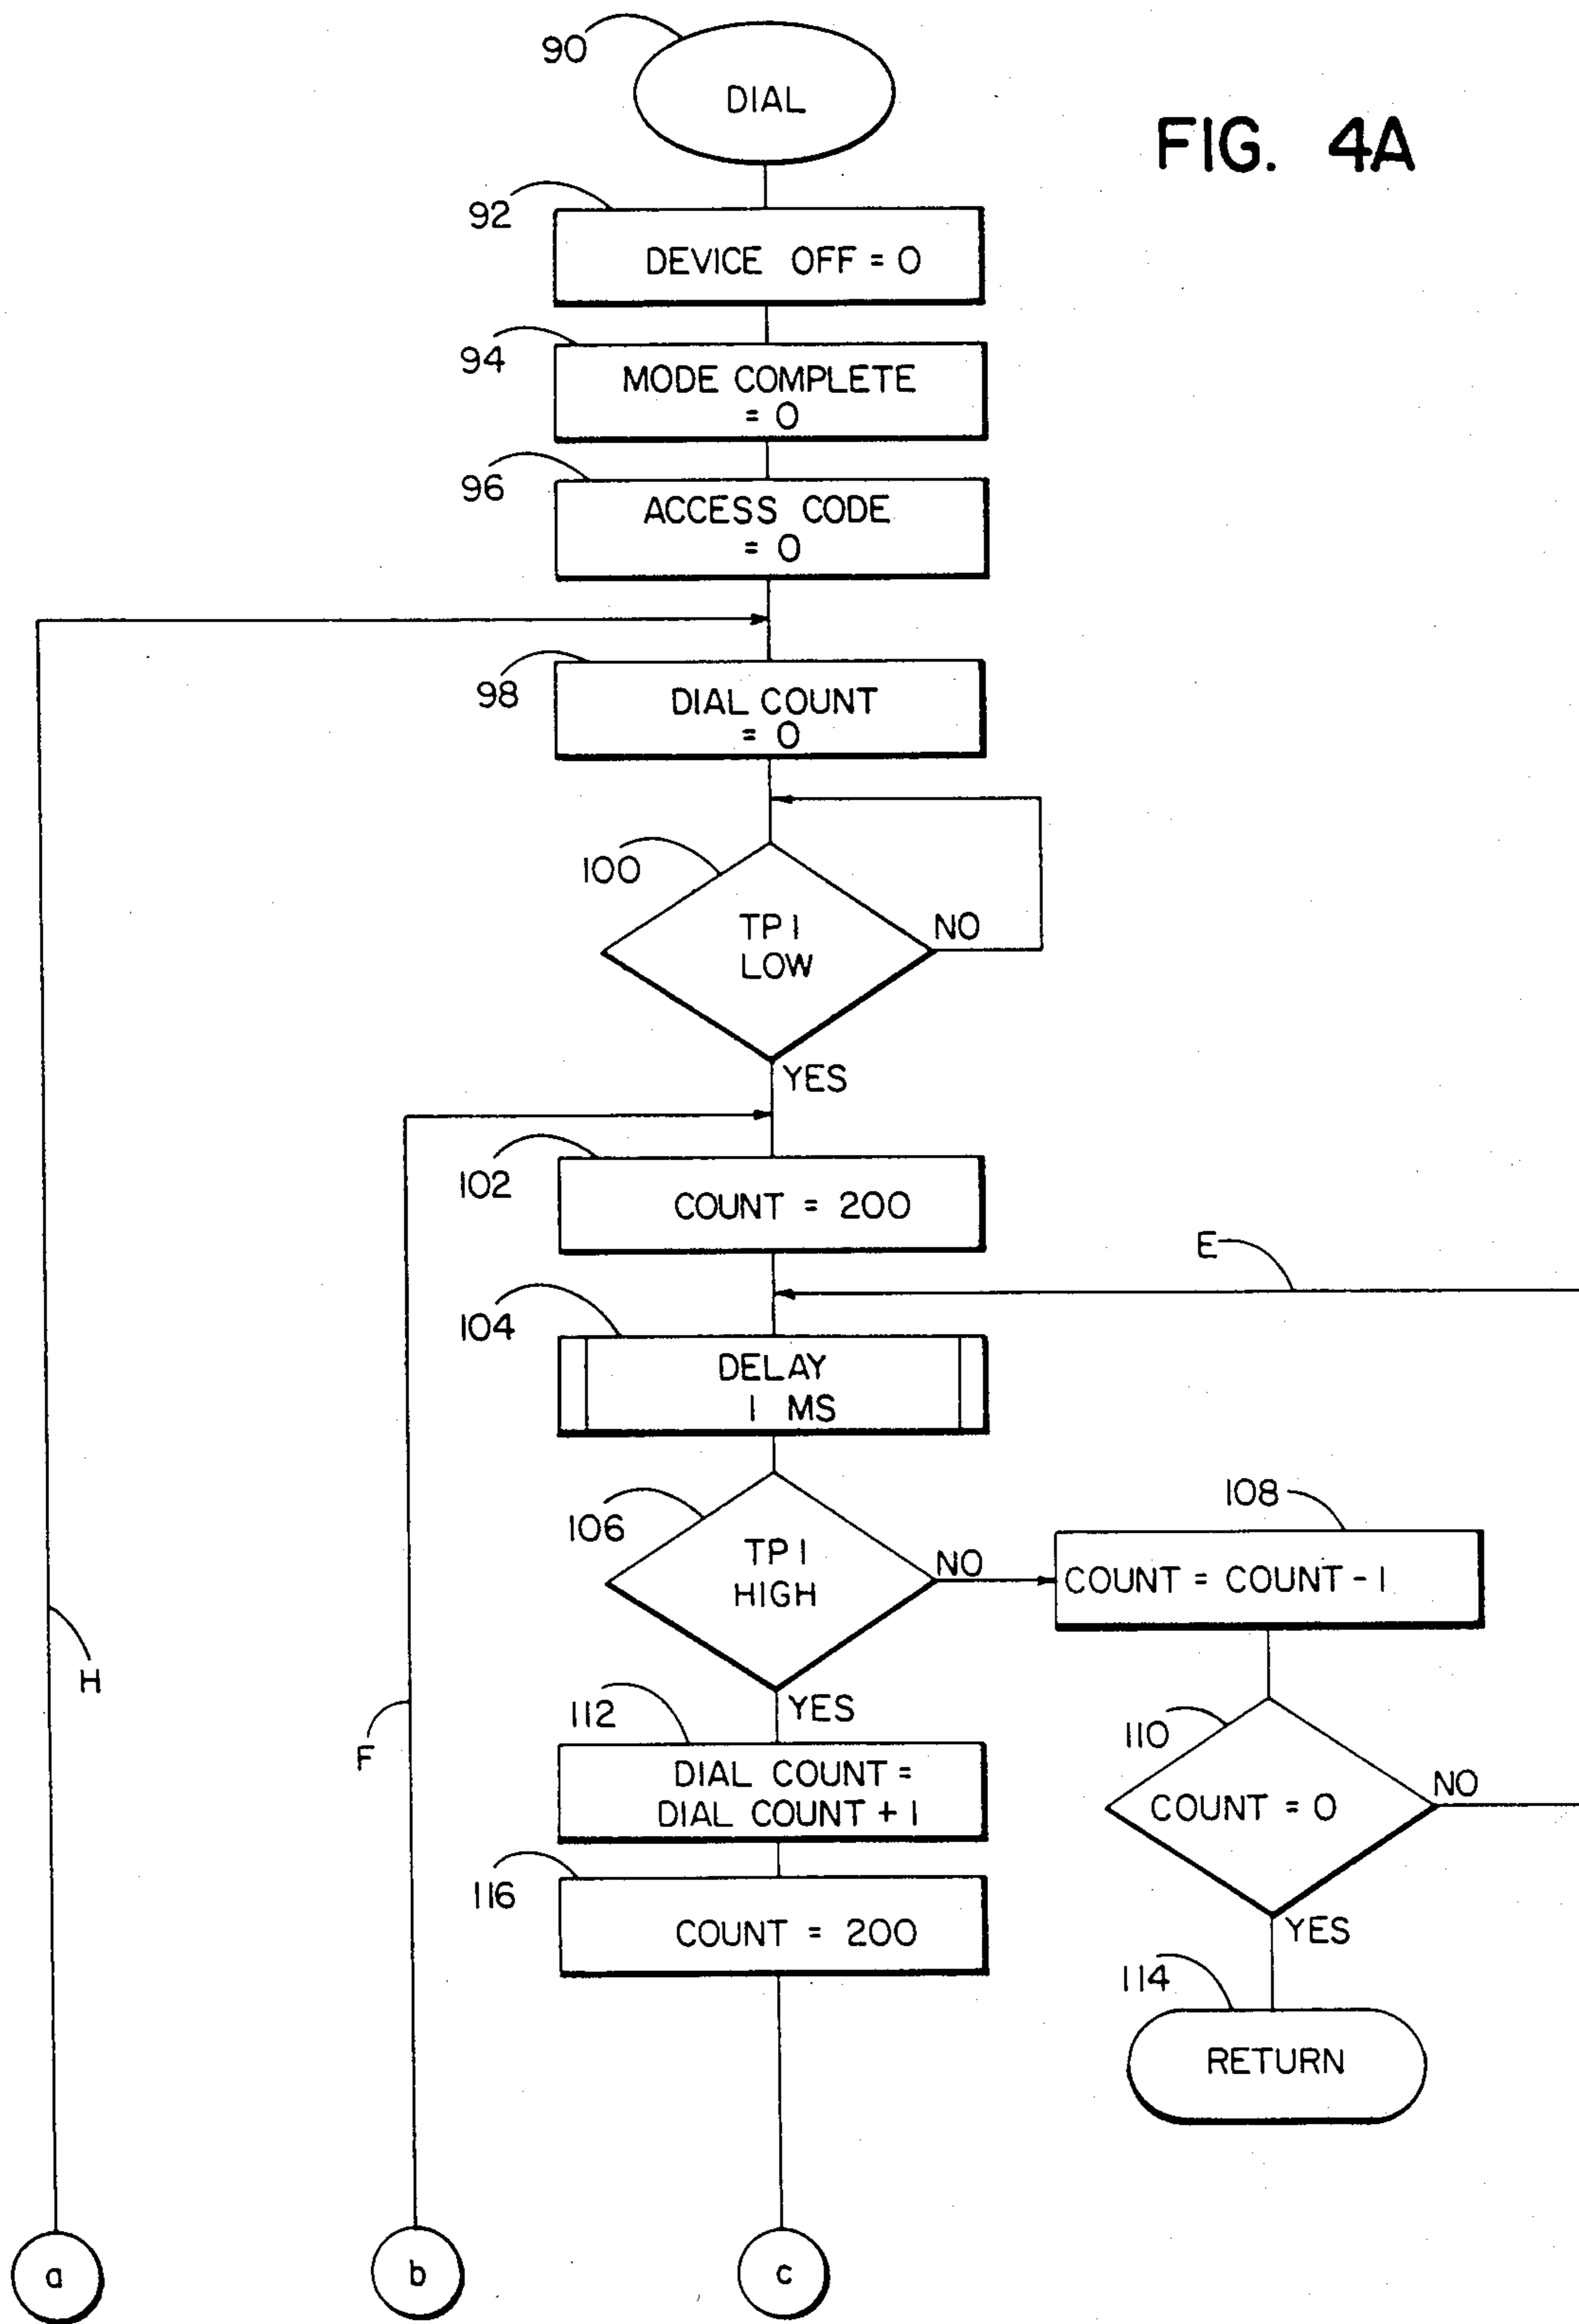 90
DIAL
FIG. 4A
92
DEVICE OFF = 0
94
MODE COMPLETE
= 0
96
ACCESS CODE
= 0
98
DIAL COUNT
= 0
100
TP1
LOW
NO
YES
102
COUNT = 200
E
104
DELAY
1 MS
106
TP1
HIGH
NO
108
COUNT = COUNT - 1
H
F
YES
112
DIAL COUNT =
DIAL COUNT + 1
110
COUNT = 0
NO
116
COUNT = 200
YES
114
RETURN
a
b
c